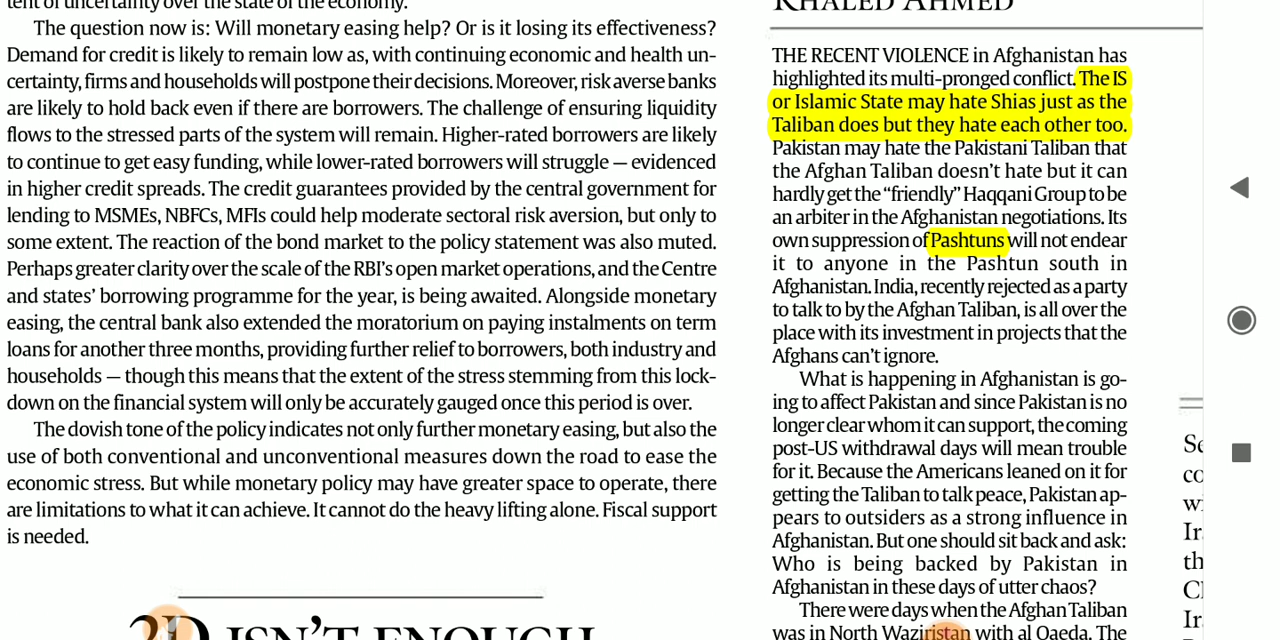 tent of uncertainty over the state of the economy.
The question now is: Will monetary easing help? Or is it losing its effectiveness?
Demand for credit is likely to remain low as, with continuing economic and health un-
certainty, firms and households will postpone their decisions. Moreover, risk averse banks
are likely to hold back even if there are borrowers. The challenge of ensuring liquidity
flows to the stressed parts of the system will remain. Higher-rated borrowers are likely
to continue to get easy funding, while lower-rated borrowers will struggle — evidenced
in higher credit spreads. The credit guarantees provided by the central government for
lending to MSMEs, NBFCs, MFIs could help moderate sectoral risk aversion, but only to
some extent. The reaction of the bond market to the policy statement was also muted.
Perhaps greater clarity over the scale of the RBI's open market operations, and the Centre
and states' borrowing programme for the year, is being awaited. Alongside monetary
easing, the central bank also extended the moratorium on paying instalments on term
loans for another three months, providing further relief to borrowers, both industry and
households — though this means that the extent of the stress stemming from this lock-
down on the financial system will only be accurately gauged once this period is over.
The dovish tone of the policy indicates not only further monetary easing, but also the
use of both conventional and unconventional measures down the road to ease the
economic stress. But while monetary policy may have greater space to operate, there
are limitations to what it can achieve. It cannot do the heavy lifting alone. Fiscal support
is needed.
ISN'T ENOUGH
KHALED AHMED
THE RECENT VIOLENCE in Afghanistan has
highlighted its multi-pronged conflict. The IS
or Islamic State may hate Shias just as the
Taliban does but they hate each other too.
Pakistan may hate the Pakistani Taliban that
the Afghan Taliban doesn't hate but it can
hardly get the “friendly” Haqqani Group to be
an arbiter in the Afghanistan negotiations. Its
own suppression of Pashtuns will not endear
it to anyone in the Pashtun south in
Afghanistan. India, recently rejected as a party
to talk to by the Afghan Taliban, is all over the
place with its investment in projects that the
Afghans can't ignore.
What is happening in Afghanistan is go-
ing to affect Pakistan and since Pakistan is no
longer clear whom it can support, the coming
post-US withdrawal days will mean trouble
for it. Because the Americans leaned on it for
getting the Taliban to talk peace, Pakistan ap-
pears to outsiders as a strong influence in
Afghanistan. But one should sit back and ask:
Who is being backed by Pakistan in
Afghanistan in these days of utter chaos?
There were days when the Afghan Taliban
was in North Waziristan with al Qaeda. The